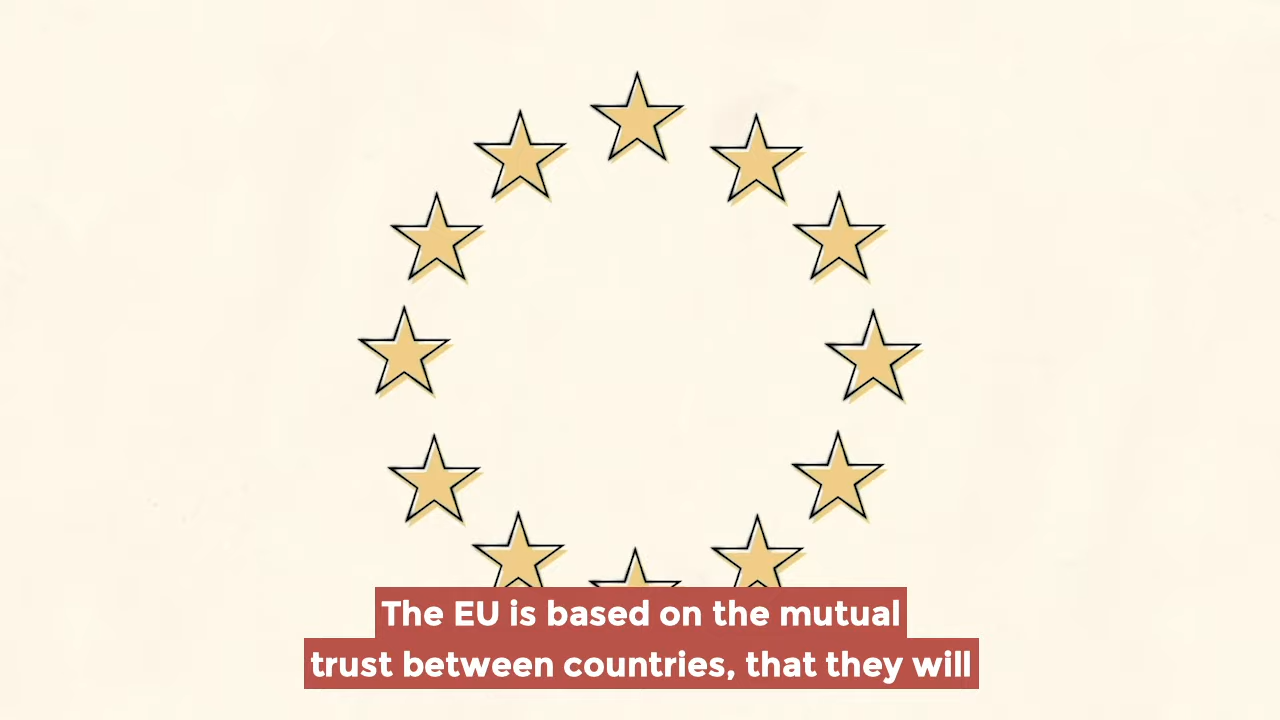 The EU is based on the mutual
trust between countries, that they will